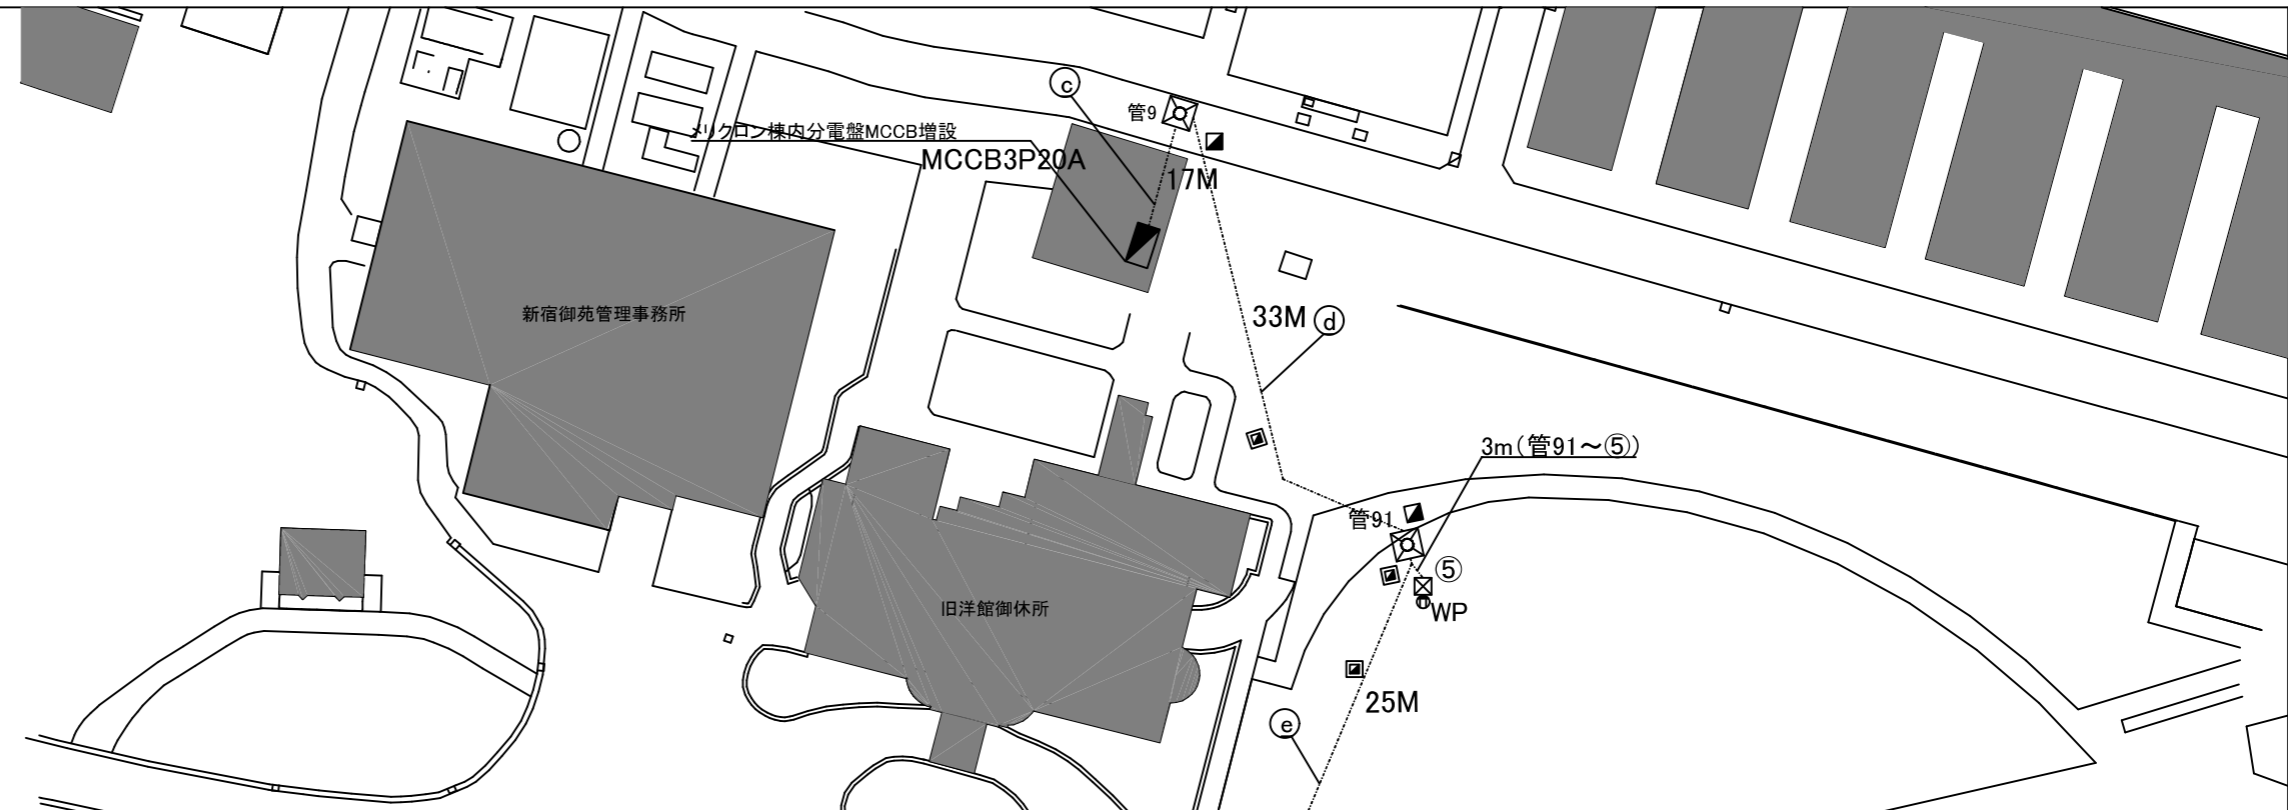 ⓒ
管9
メリクロン棟内分電盤MCCB増設
MCCB3P20A
17M
新宿御苑管理事務所
33M ⓓ
3m(管91～⑤)
管91
⑤
旧洋館御休所
WP
25M
ⓔ